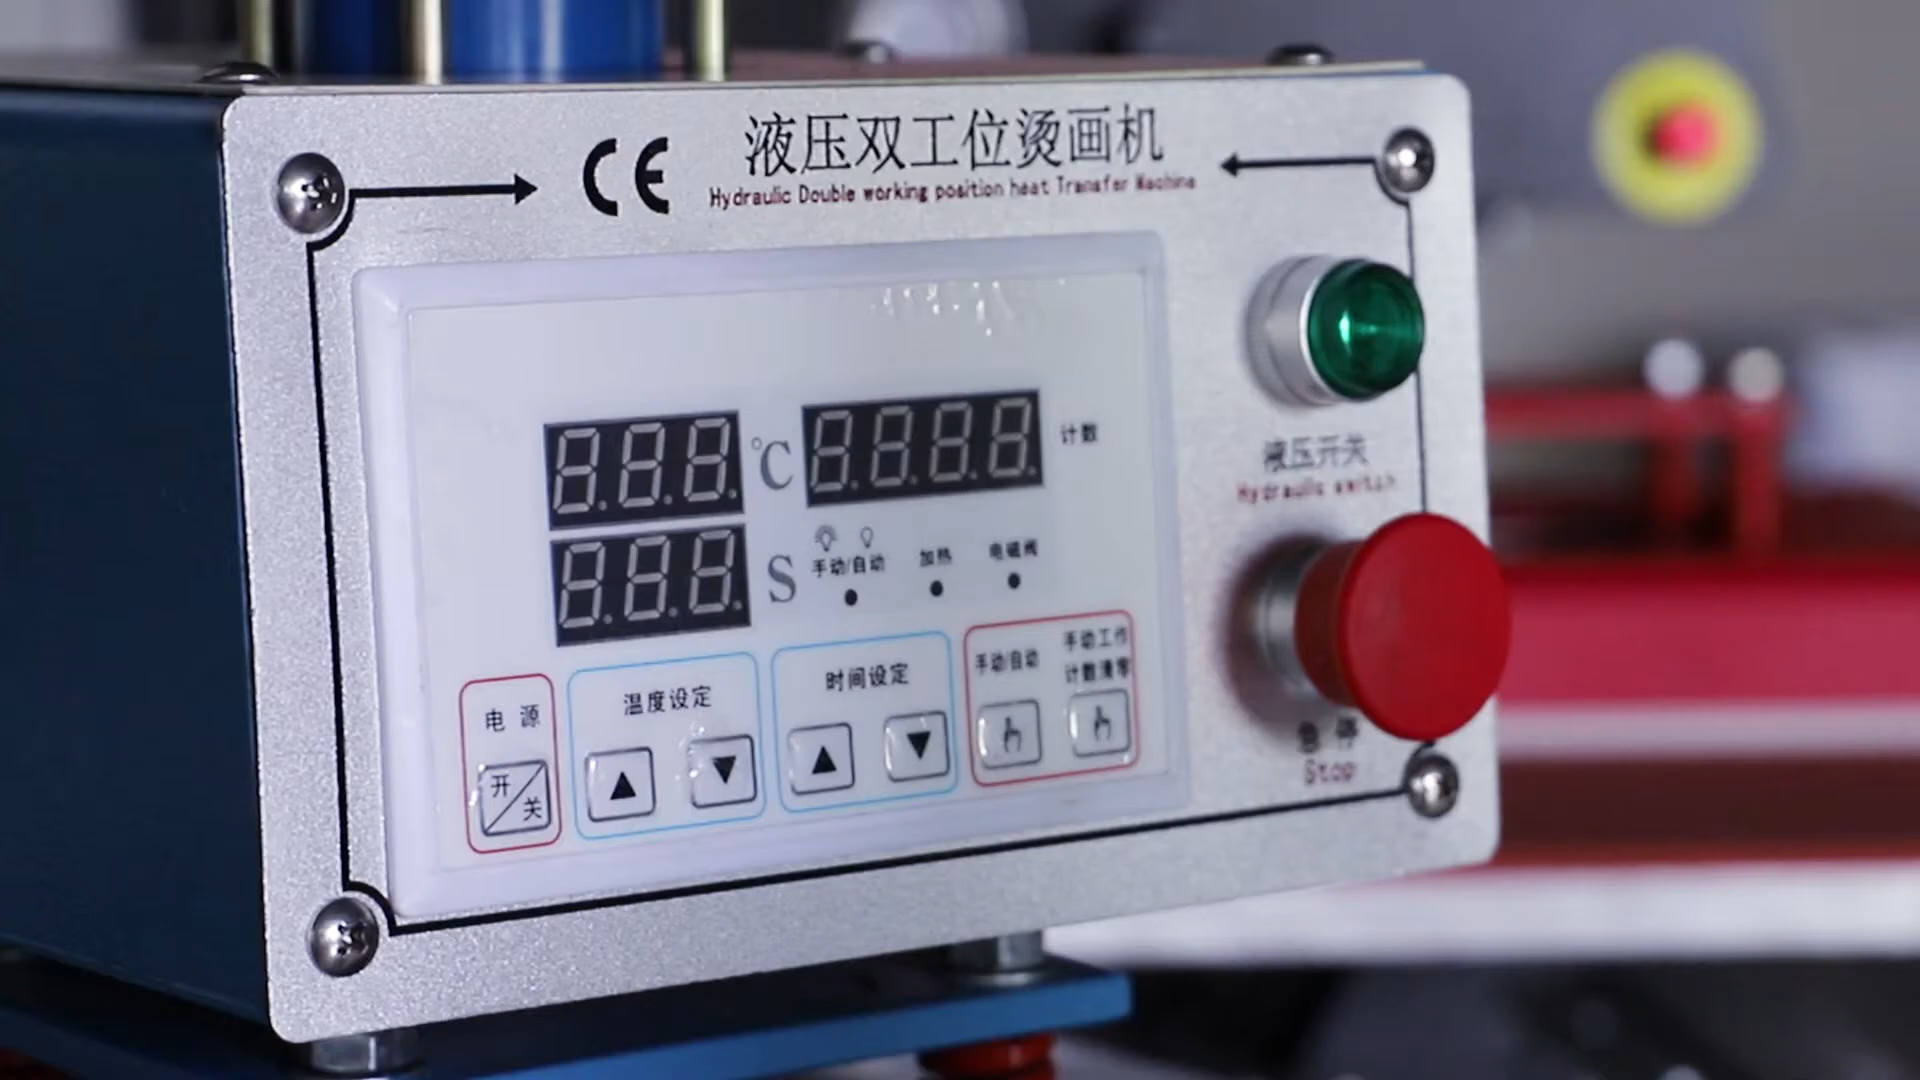 CE
液压双工位烫画机
Hydraulic Double working position heat Transfer Machine
℃
计数
S
手动/自动
加热
电磁阀
液压开关
Hydraulic switch
电 源
开/关
温度设定
时间设定
手动/自动
手动工作
计数清零
急 停
Stop